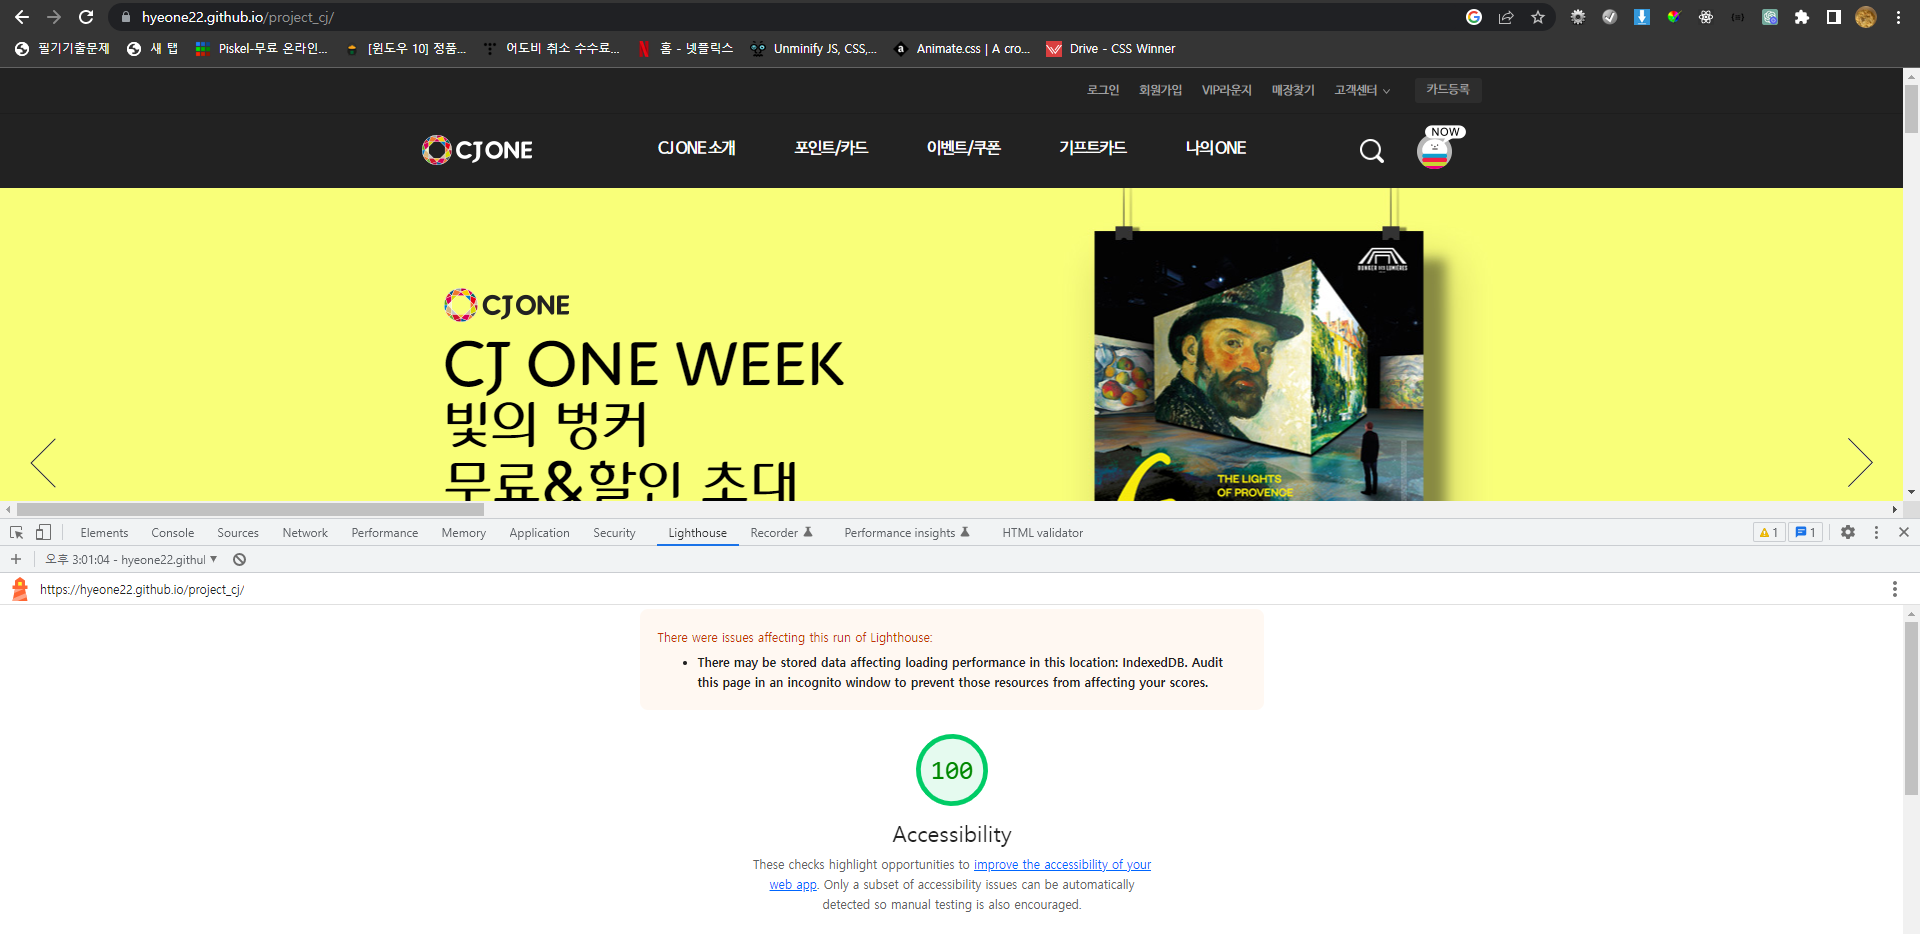 hyeone22.github.io/project_cj/
필기기출문제 새 탭 Piskel-무료 온라인... [윈도우 10] 정품... 어도비 취소 수수료... 홈 - 넷플릭스 Unminify JS, CSS,... Animate.css | A cro... Drive - CSS Winner
로그인 회원가입 VIP라운지 매장찾기 고객센터 카드등록
CJ ONE CJ ONE 소개 포인트/카드 이벤트/쿠폰 기프트카드 나의 ONE NOW
BUNKER DES LUMIÈRES
CJ ONE
CJ ONE WEEK
빛의 벙커
무료&할인 초대
THE LIGHTS
OF PROVENCE
Elements Console Sources Network Performance Memory Application Security Lighthouse Recorder Performance insights HTML validator 1 1
오후 3:01:04 - hyeone22.githul
https://hyeone22.github.io/project_cj/
There were issues affecting this run of Lighthouse:
• There may be stored data affecting loading performance in this location: IndexedDB. Audit
this page in an incognito window to prevent those resources from affecting your scores.
100
Accessibility
These checks highlight opportunities to improve the accessibility of your
web app. Only a subset of accessibility issues can be automatically
detected so manual testing is also encouraged.